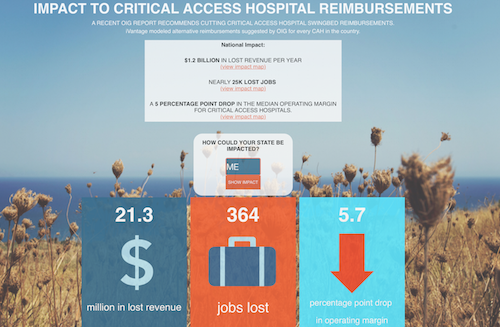 IMPACT TO CRITICAL ACCESS HOSPITAL REIMBURSEMENTS
A RECENT OIG REPORT RECOMMENDS CUTTING CRITICAL ACCESS HOSPITAL SWINGBED REIMBURSEMENTS.
iVantage modeled alternative reimbursements suggested by OIG for every CAH in the country.
National Impact:
$1.2 BILLION IN LOST REVENUE PER YEAR
(view impact map)
NEARLY 25K LOST JOBS
(view impact map)
A 5 PERCENTAGE POINT DROP IN THE MEDIAN OPERATING MARGIN
FOR CRITICAL ACCESS HOSPITALS.
(view impact map)
HOW COULD YOUR STATE BE
IMPACTED?
ME
SHOW IMPACT
21.3
$
million in lost revenue
364
jobs lost
5.7
percentage point drop
in operating margin